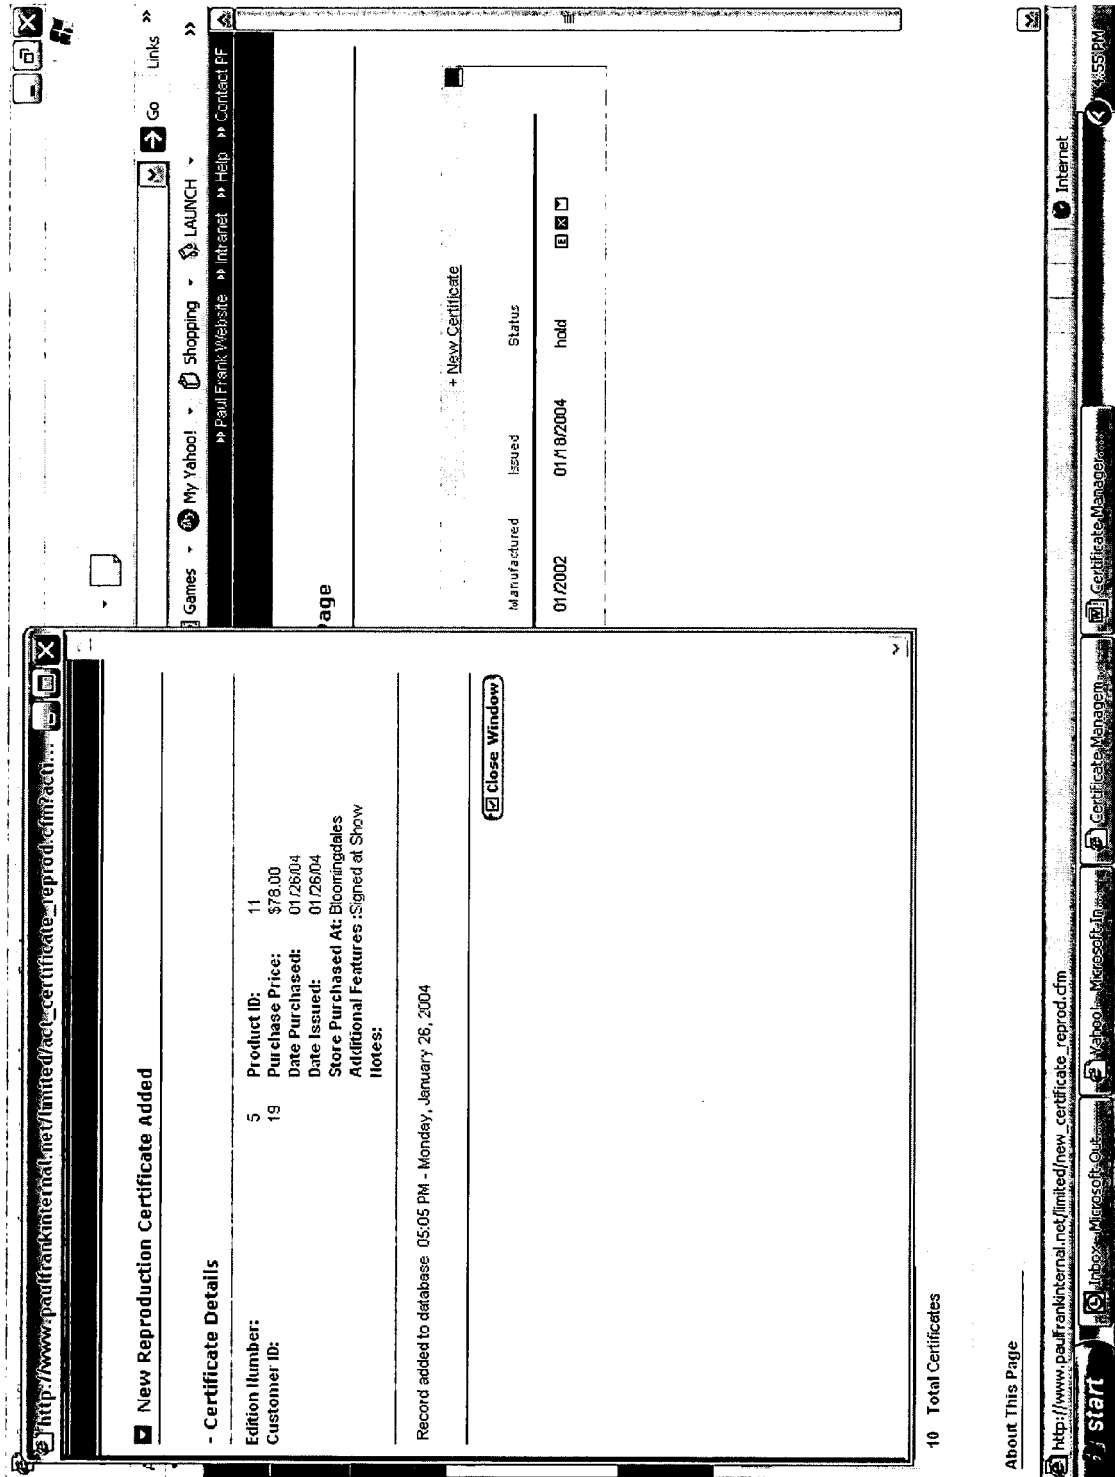 http://www.paulfrankinternal.net/limited/act_certificate_reprod.cfm?acti...
Go Links »
Games My Yahoo! Shopping LAUNCH »
» Paul Frank Website » Intranet » Help » Contact PF
New Reproduction Certificate Added
age
- Certificate Details
Edition Number: 5 Product ID: 11
Customer ID: 19 Purchase Price: $78.00
Date Purchased: 01/26/04
Date Issued: 01/26/04
Store Purchased At: Bloomingdales
Additional Features :Signed at Show
Notes:
Record added to database 05:05 PM - Monday, January 26, 2004
Close Window
+ New Certificate
Manufactured Issued Status
01/2002 01/18/2004 hold E X
10 Total Certificates
About This Page
http://www.paulfrankinternal.net/limited/new_certificate_reprod.cfm Internet
start Inbox - Microsoft Out... Yahoo! - Microsoft In... Certificate Managem... Certificate Manager... 4:55 PM